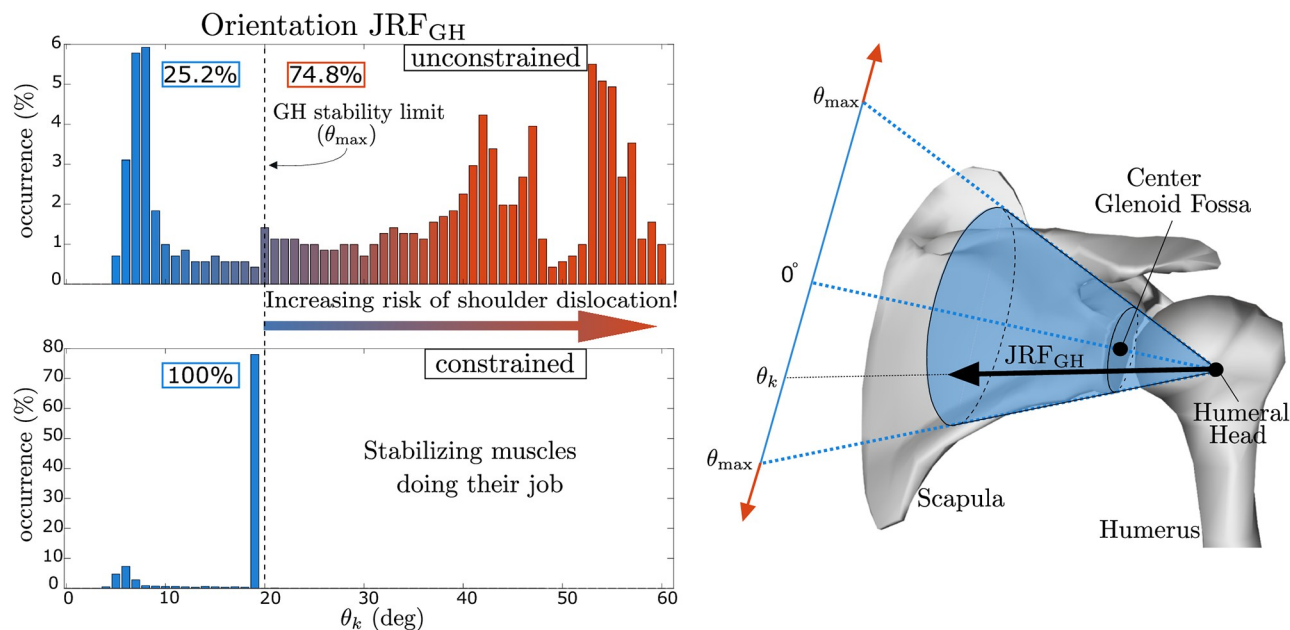 Orientation JRF_GH
unconstrained
25.2%
74.8%
GH stability limit
(θ_max)
occurrence (%)
6
5
4
3
2
1
0
Increasing risk of shoulder dislocation!
constrained
100%
Stabilizing muscles
doing their job
occurrence (%)
80
70
60
50
40
30
20
10
0
0 10 20 30 40 50 60
θ_k (deg)
θ_max
0°
θ_k
θ_max
Center
Glenoid Fossa
JRF_GH
Humeral
Head
Scapula
Humerus